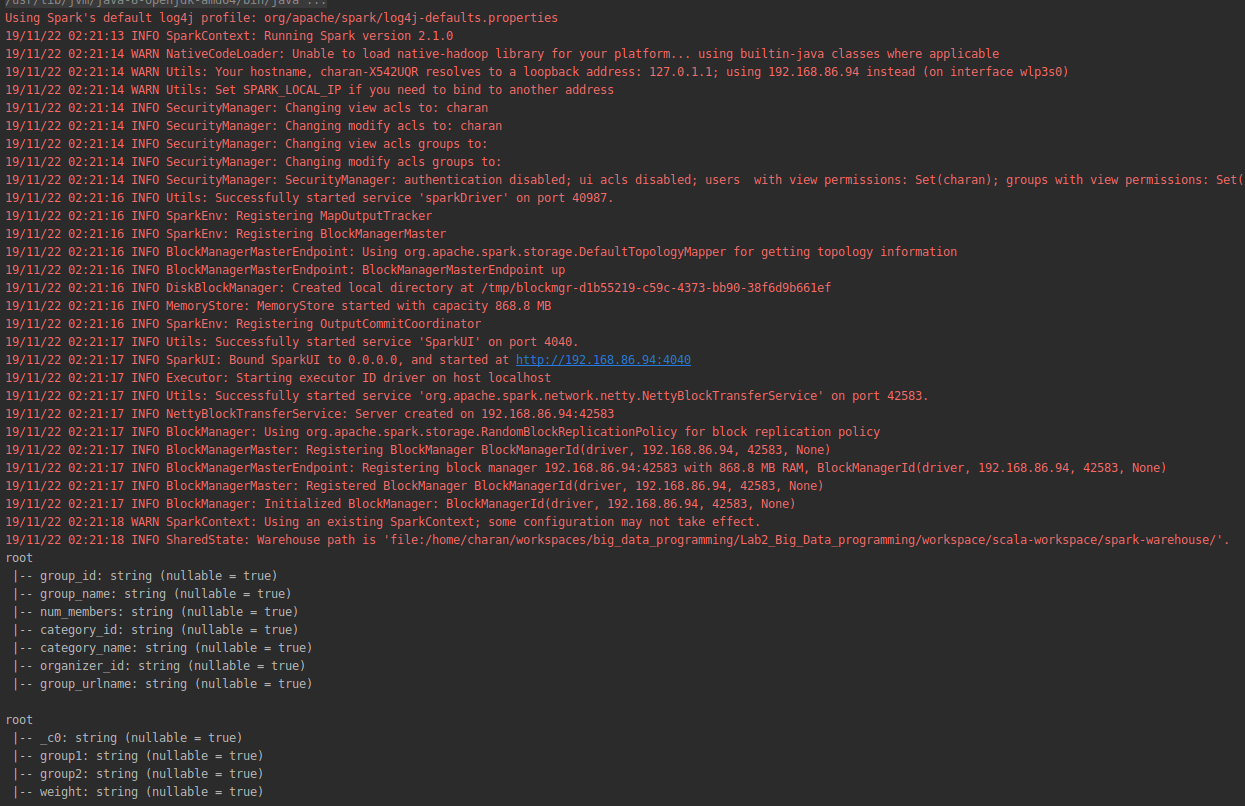 /usr/lib/jvm/java-8-openjdk-amd64/bin/java ...
Using Spark's default log4j profile: org/apache/spark/log4j-defaults.properties
19/11/22 02:21:13 INFO SparkContext: Running Spark version 2.1.0
19/11/22 02:21:14 WARN NativeCodeLoader: Unable to load native-hadoop library for your platform... using builtin-java classes where applicable
19/11/22 02:21:14 WARN Utils: Your hostname, charan-X542UQR resolves to a loopback address: 127.0.1.1; using 192.168.86.94 instead (on interface wlp3s0)
19/11/22 02:21:14 WARN Utils: Set SPARK_LOCAL_IP if you need to bind to another address
19/11/22 02:21:14 INFO SecurityManager: Changing view acls to: charan
19/11/22 02:21:14 INFO SecurityManager: Changing modify acls to: charan
19/11/22 02:21:14 INFO SecurityManager: Changing view acls groups to:
19/11/22 02:21:14 INFO SecurityManager: Changing modify acls groups to:
19/11/22 02:21:14 INFO SecurityManager: SecurityManager: authentication disabled; ui acls disabled; users  with view permissions: Set(charan); groups with view permissions: Set(
19/11/22 02:21:16 INFO Utils: Successfully started service 'sparkDriver' on port 40987.
19/11/22 02:21:16 INFO SparkEnv: Registering MapOutputTracker
19/11/22 02:21:16 INFO SparkEnv: Registering BlockManagerMaster
19/11/22 02:21:16 INFO BlockManagerMasterEndpoint: Using org.apache.spark.storage.DefaultTopologyMapper for getting topology information
19/11/22 02:21:16 INFO BlockManagerMasterEndpoint: BlockManagerMasterEndpoint up
19/11/22 02:21:16 INFO DiskBlockManager: Created local directory at /tmp/blockmgr-d1b55219-c59c-4373-bb90-38f6d9b661ef
19/11/22 02:21:16 INFO MemoryStore: MemoryStore started with capacity 868.8 MB
19/11/22 02:21:16 INFO SparkEnv: Registering OutputCommitCoordinator
19/11/22 02:21:17 INFO Utils: Successfully started service 'SparkUI' on port 4040.
19/11/22 02:21:17 INFO SparkUI: Bound SparkUI to 0.0.0.0, and started at http://192.168.86.94:4040
19/11/22 02:21:17 INFO Executor: Starting executor ID driver on host localhost
19/11/22 02:21:17 INFO Utils: Successfully started service 'org.apache.spark.network.netty.NettyBlockTransferService' on port 42583.
19/11/22 02:21:17 INFO NettyBlockTransferService: Server created on 192.168.86.94:42583
19/11/22 02:21:17 INFO BlockManager: Using org.apache.spark.storage.RandomBlockReplicationPolicy for block replication policy
19/11/22 02:21:17 INFO BlockManagerMaster: Registering BlockManager BlockManagerId(driver, 192.168.86.94, 42583, None)
19/11/22 02:21:17 INFO BlockManagerMasterEndpoint: Registering block manager 192.168.86.94:42583 with 868.8 MB RAM, BlockManagerId(driver, 192.168.86.94, 42583, None)
19/11/22 02:21:17 INFO BlockManagerMaster: Registered BlockManager BlockManagerId(driver, 192.168.86.94, 42583, None)
19/11/22 02:21:17 INFO BlockManager: Initialized BlockManager: BlockManagerId(driver, 192.168.86.94, 42583, None)
19/11/22 02:21:18 WARN SparkContext: Using an existing SparkContext; some configuration may not take effect.
19/11/22 02:21:18 INFO SharedState: Warehouse path is 'file:/home/charan/workspaces/big_data_programming/Lab2_Big_Data_programming/workspace/scala-workspace/spark-warehouse/'.
root
 |-- group_id: string (nullable = true)
 |-- group_name: string (nullable = true)
 |-- num_members: string (nullable = true)
 |-- category_id: string (nullable = true)
 |-- category_name: string (nullable = true)
 |-- organizer_id: string (nullable = true)
 |-- group_urlname: string (nullable = true)
root
 |-- _c0: string (nullable = true)
 |-- group1: string (nullable = true)
 |-- group2: string (nullable = true)
 |-- weight: string (nullable = true)